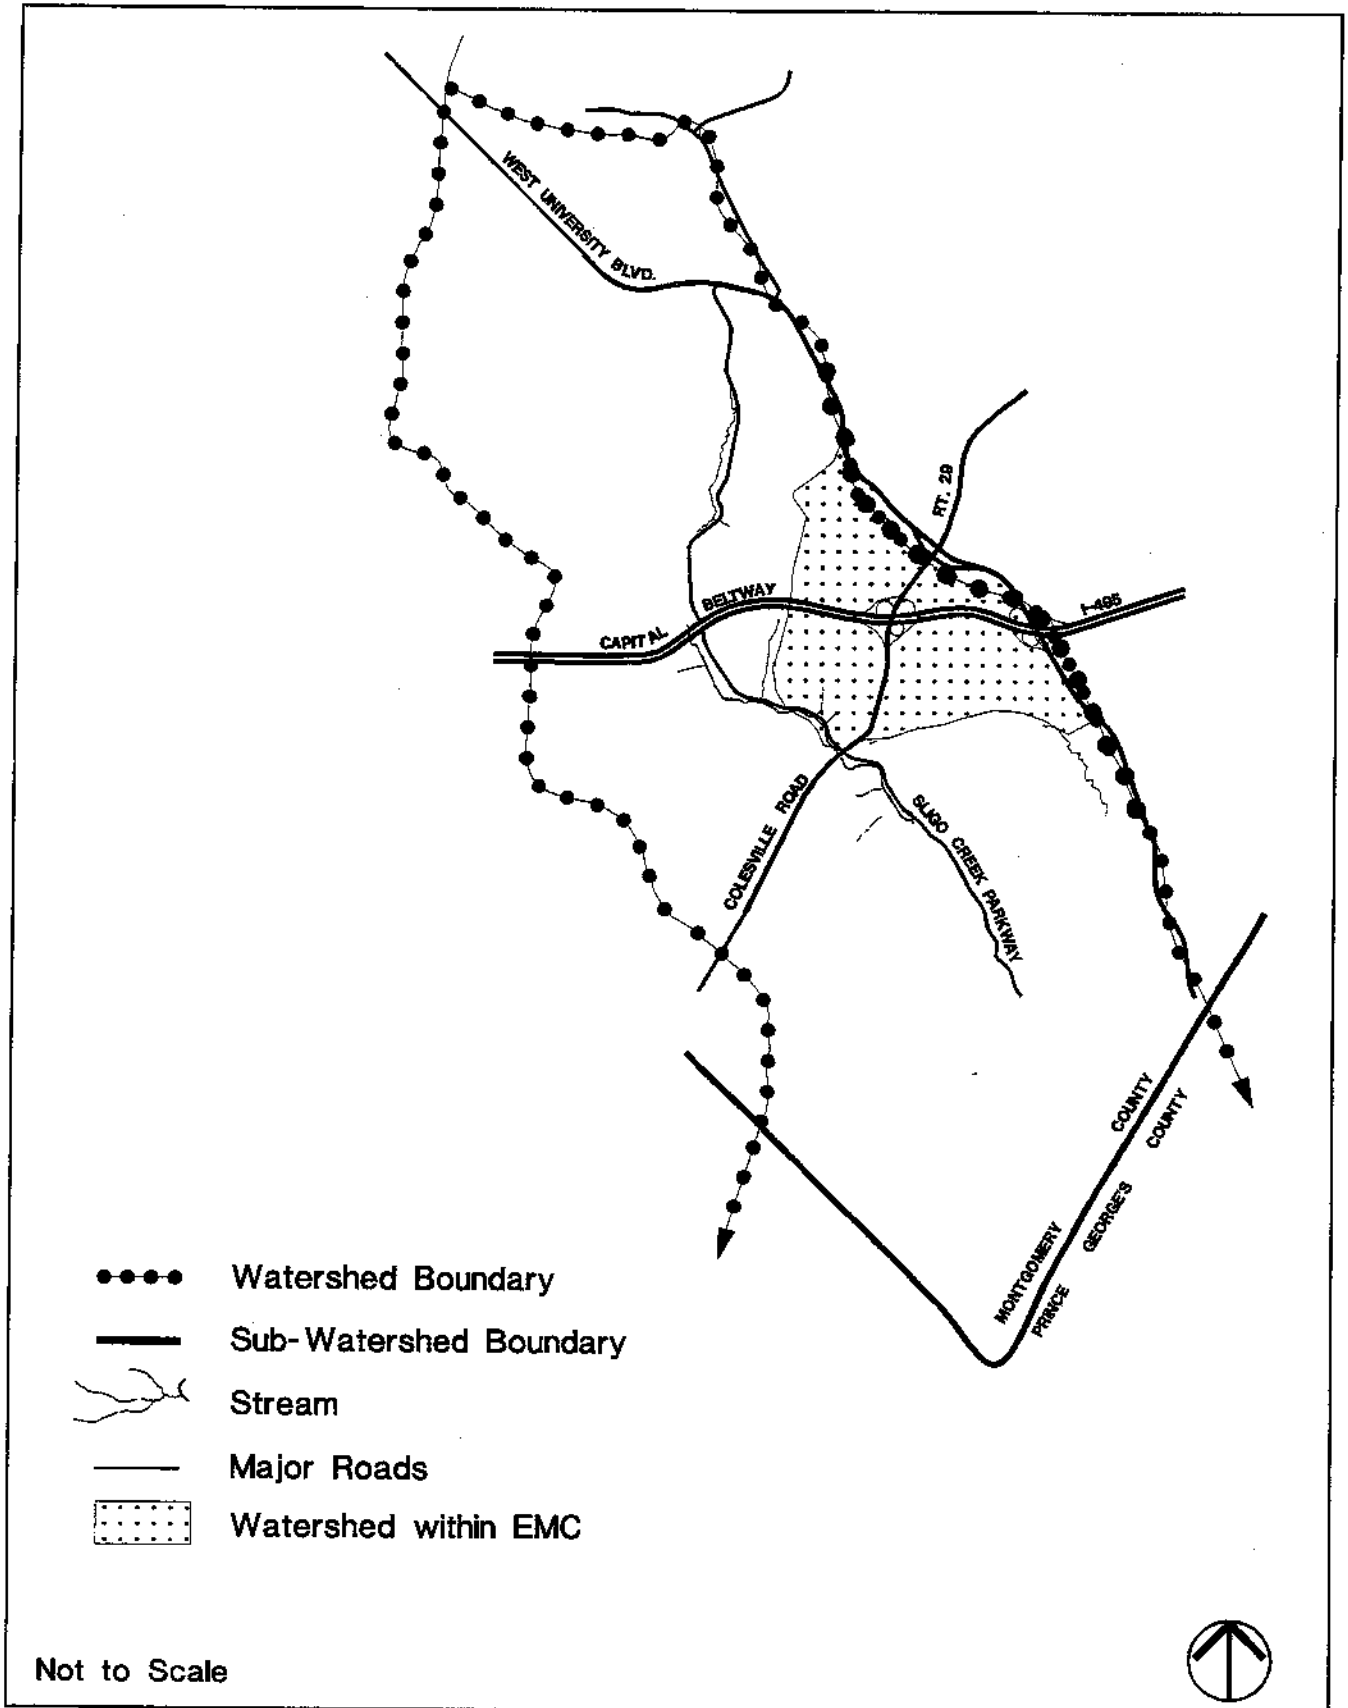 WEST UNIVERSITY BLVD.
RT. 29
CAPITAL BELTWAY
I-495
COLESVILLE ROAD
SLIGO CREEK PARKWAY
MONTGOMERY COUNTY
PRINCE GEORGE'S COUNTY
Watershed Boundary
Sub-Watershed Boundary
Stream
Major Roads
Watershed within EMC
Not to Scale